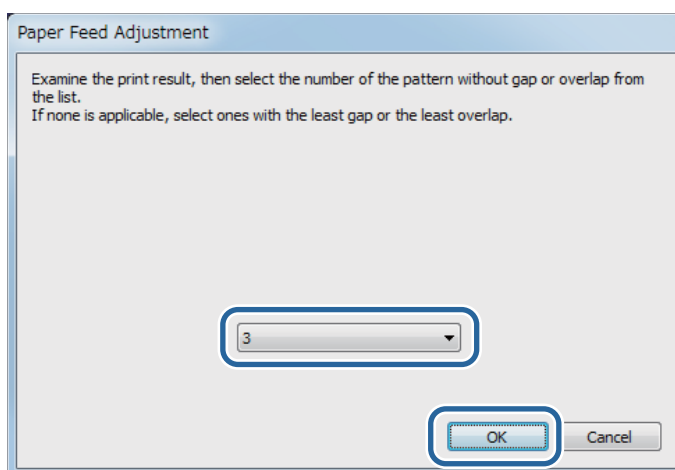 Paper Feed Adjustment
Examine the print result, then select the number of the pattern without gap or overlap from
the list.
If none is applicable, select ones with the least gap or the least overlap.
3
OK Cancel